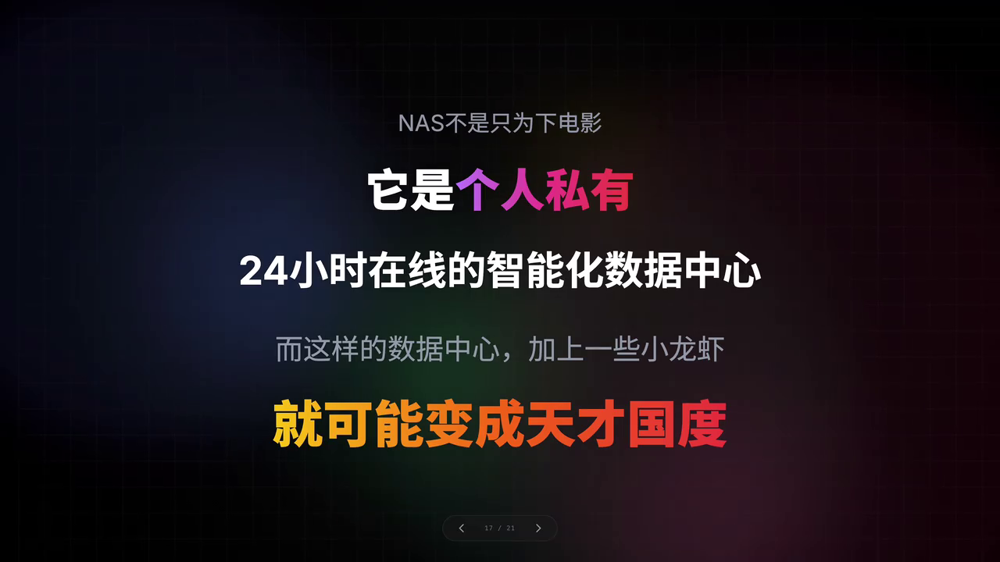 NAS不是只为下电影
它是个人私有
24小时在线的智能化数据中心
而这样的数据中心，加上一些小龙虾
就可能变成天才国度
17 / 21